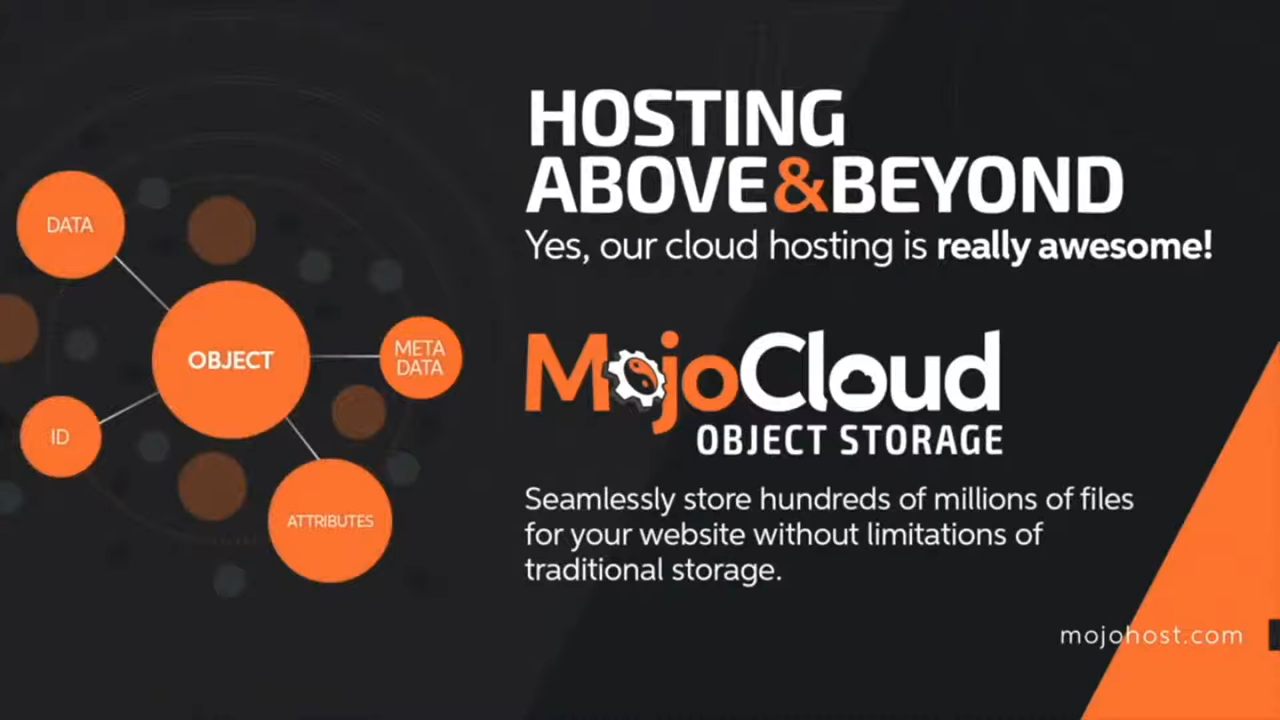 HOSTING
ABOVE&BEYOND
Yes, our cloud hosting is really awesome!
DATA
OBJECT
META
DATA
ID
ATTRIBUTES
MojoCloud
OBJECT STORAGE
Seamlessly store hundreds of millions of files
for your website without limitations of
traditional storage.
mojohost.com